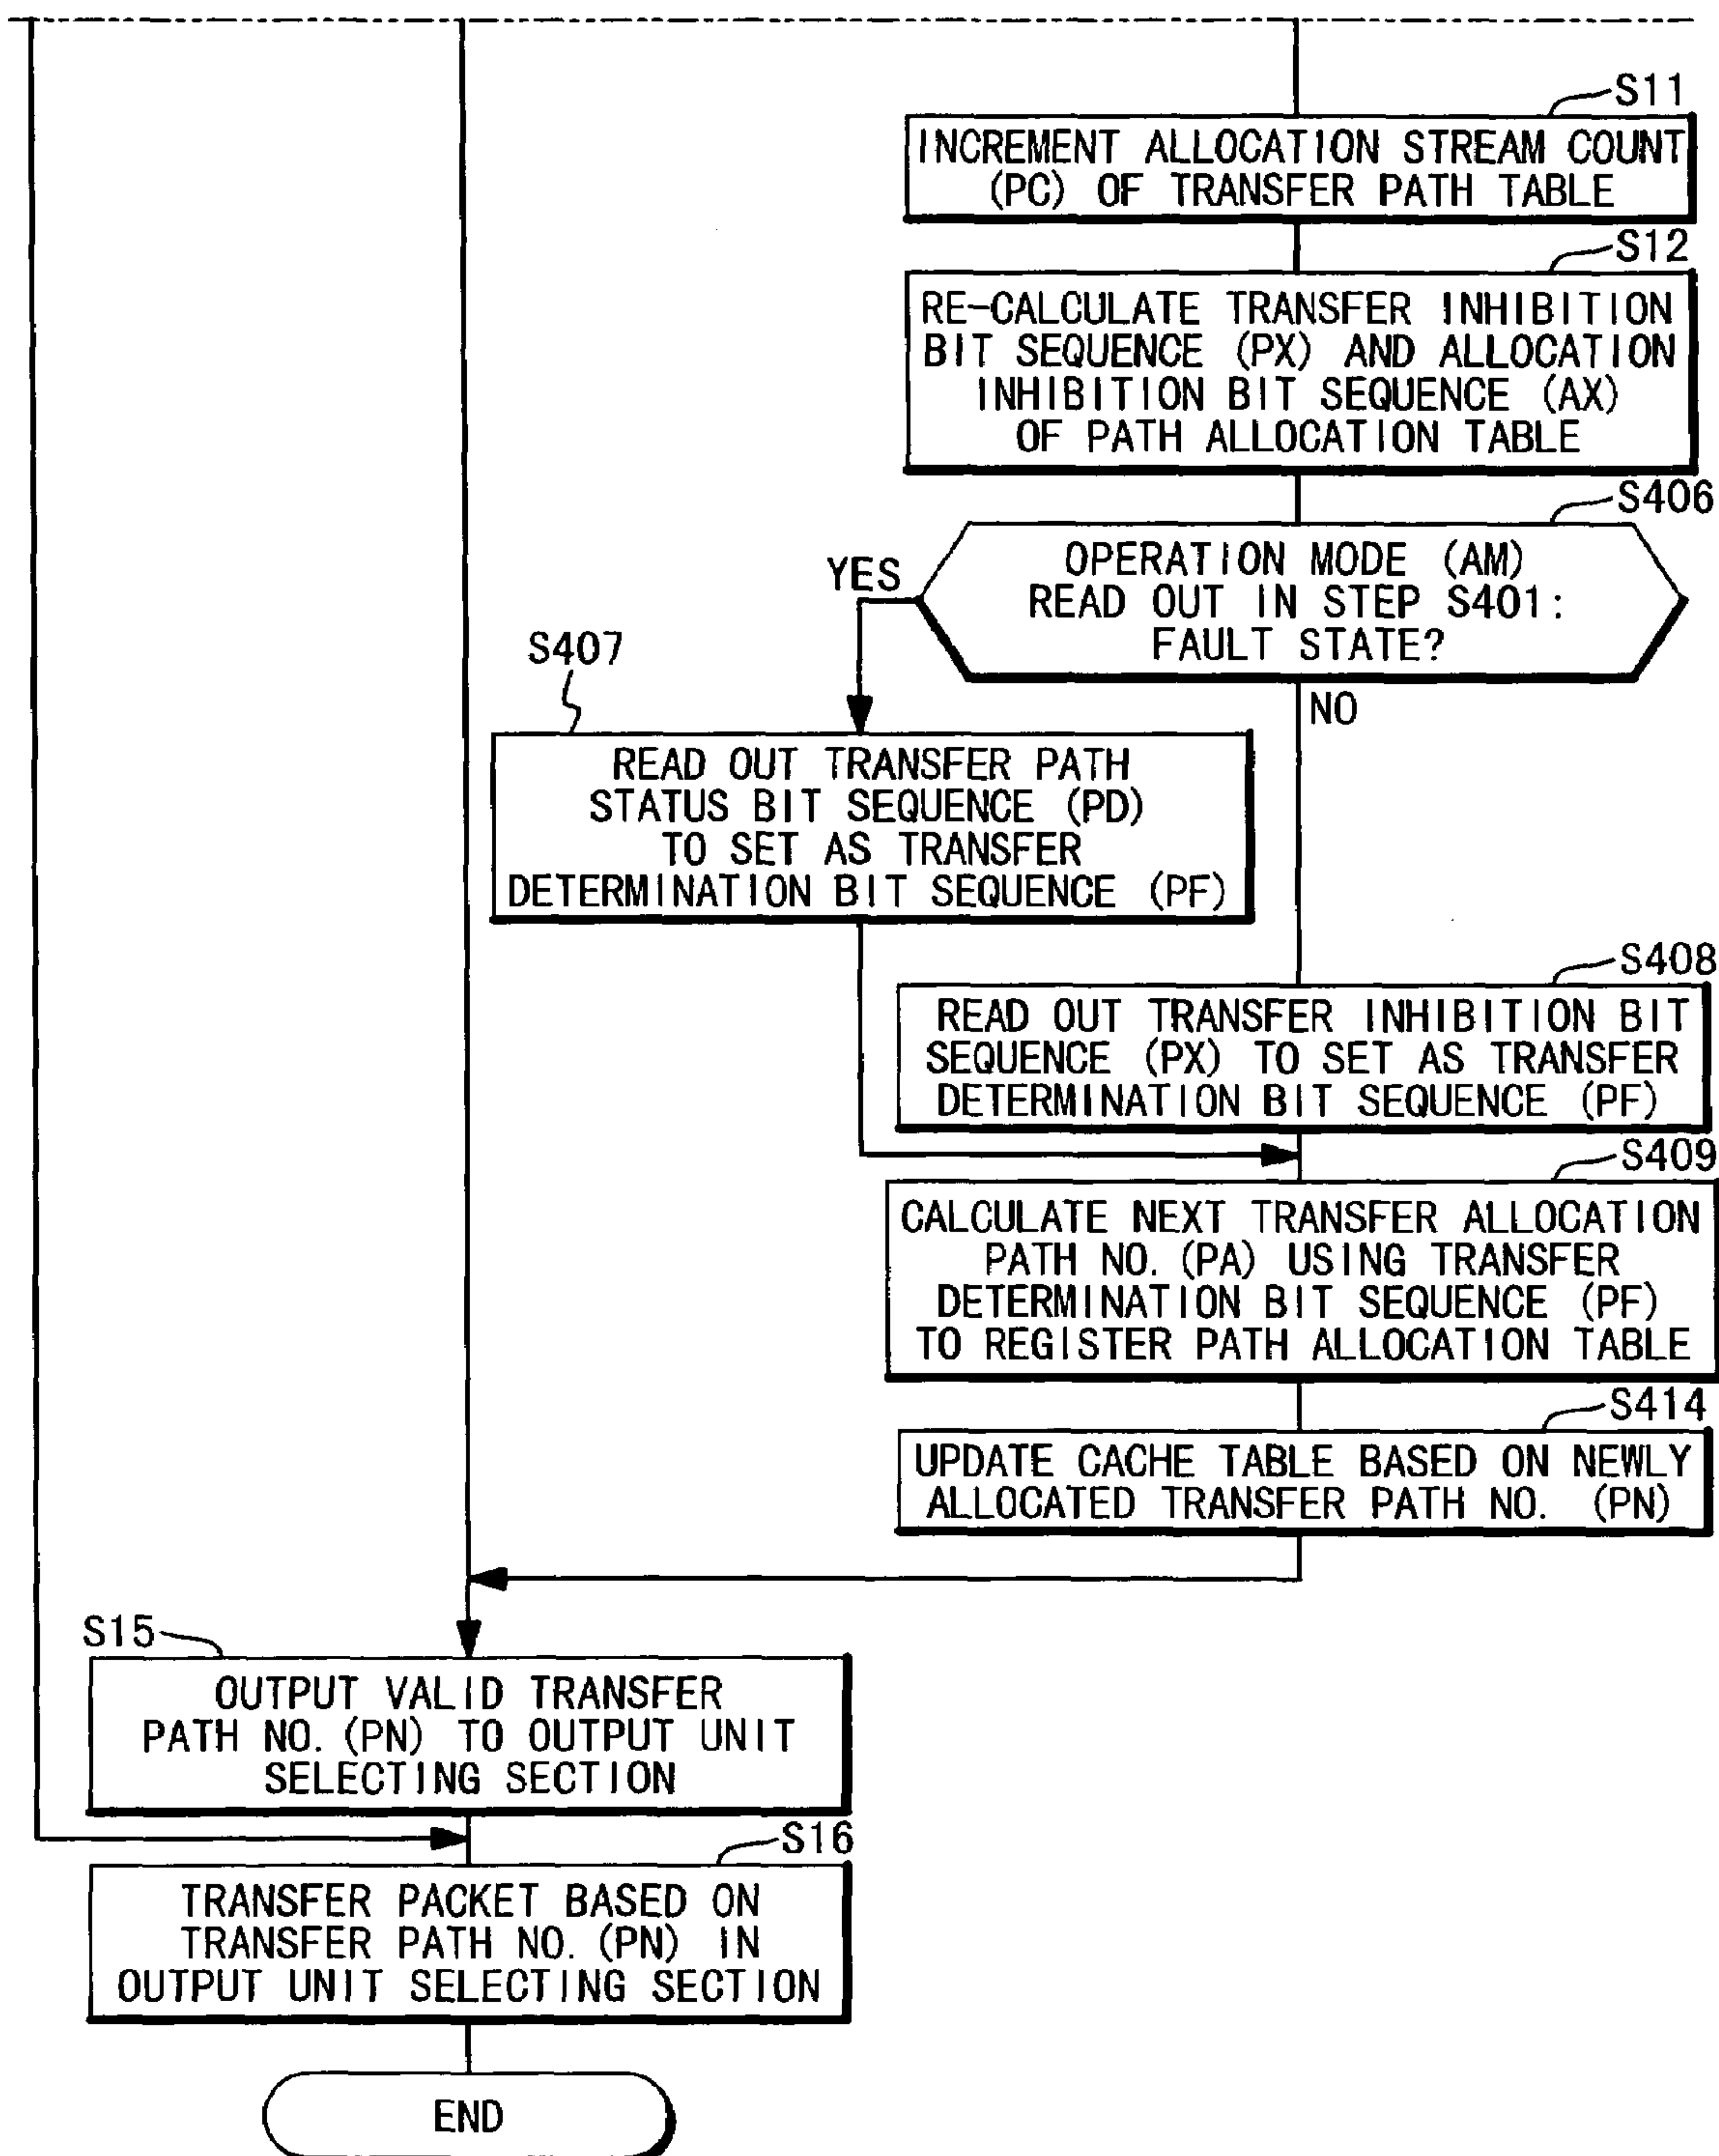 S11
INCREMENT ALLOCATION STREAM COUNT
(PC) OF TRANSFER PATH TABLE
S12
RE-CALCULATE TRANSFER INHIBITION
BIT SEQUENCE (PX) AND ALLOCATION
INHIBITION BIT SEQUENCE (AX)
OF PATH ALLOCATION TABLE
S406
OPERATION MODE (AM)
READ OUT IN STEP S401:
FAULT STATE?
YES
NO
S407
READ OUT TRANSFER PATH
STATUS BIT SEQUENCE (PD)
TO SET AS TRANSFER
DETERMINATION BIT SEQUENCE (PF)
S408
READ OUT TRANSFER INHIBITION BIT
SEQUENCE (PX) TO SET AS TRANSFER
DETERMINATION BIT SEQUENCE (PF)
S409
CALCULATE NEXT TRANSFER ALLOCATION
PATH NO. (PA) USING TRANSFER
DETERMINATION BIT SEQUENCE (PF)
TO REGISTER PATH ALLOCATION TABLE
S414
UPDATE CACHE TABLE BASED ON NEWLY
ALLOCATED TRANSFER PATH NO. (PN)
S15
OUTPUT VALID TRANSFER
PATH NO. (PN) TO OUTPUT UNIT
SELECTING SECTION
S16
TRANSFER PACKET BASED ON
TRANSFER PATH NO. (PN) IN
OUTPUT UNIT SELECTING SECTION
END